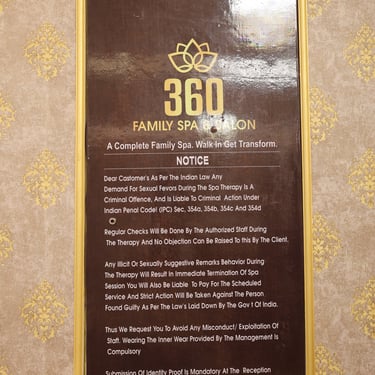 360
FAMILY SPA & SALON
A Complete Family Spa. Walk In Get Transform.
NOTICE
Dear Castomer's As Per The Indian Law Any
Demand For Sexual Fevors During The Spa Therapy Is A
Criminal Offence, And Is Liable To Criminal Action Under
Indian Penal Code! (IPC) Sec, 354a, 354b, 354c And 354d
Regular Checks Will Be Done By The Authorized Staff During
The Therapy And No Objection Can Be Raised To This By The Client.
Any Illicit Or Sexually Suggestive Remarks Behavior During
The Therapy Will Result In Immediate Termination Of Spa
Session You Will Also Be Liable To Pay For The Scheduled
Service And Strict Action Will Be Taken Against The Person
Found Guilty As Per The Law's Laid Down By The Gov ! Of India.
Thus We Request You To Avoid Any Misconduct/ Exploitation Of
Staff. Wearing The Inner Wear Provided By The Management Is
Compulsory
Submission Of Identity Proof Is Mandatory At The Reception